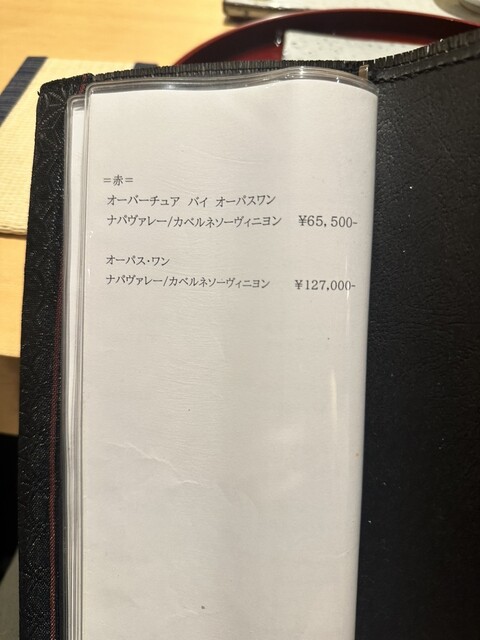 =赤=
オーバーチュア バイ オーパスワン
ナパヴァレー/カベルネソーヴィニヨン ¥65,500-
オーパス・ワン
ナパヴァレー/カベルネソーヴィニヨン ¥127,000-